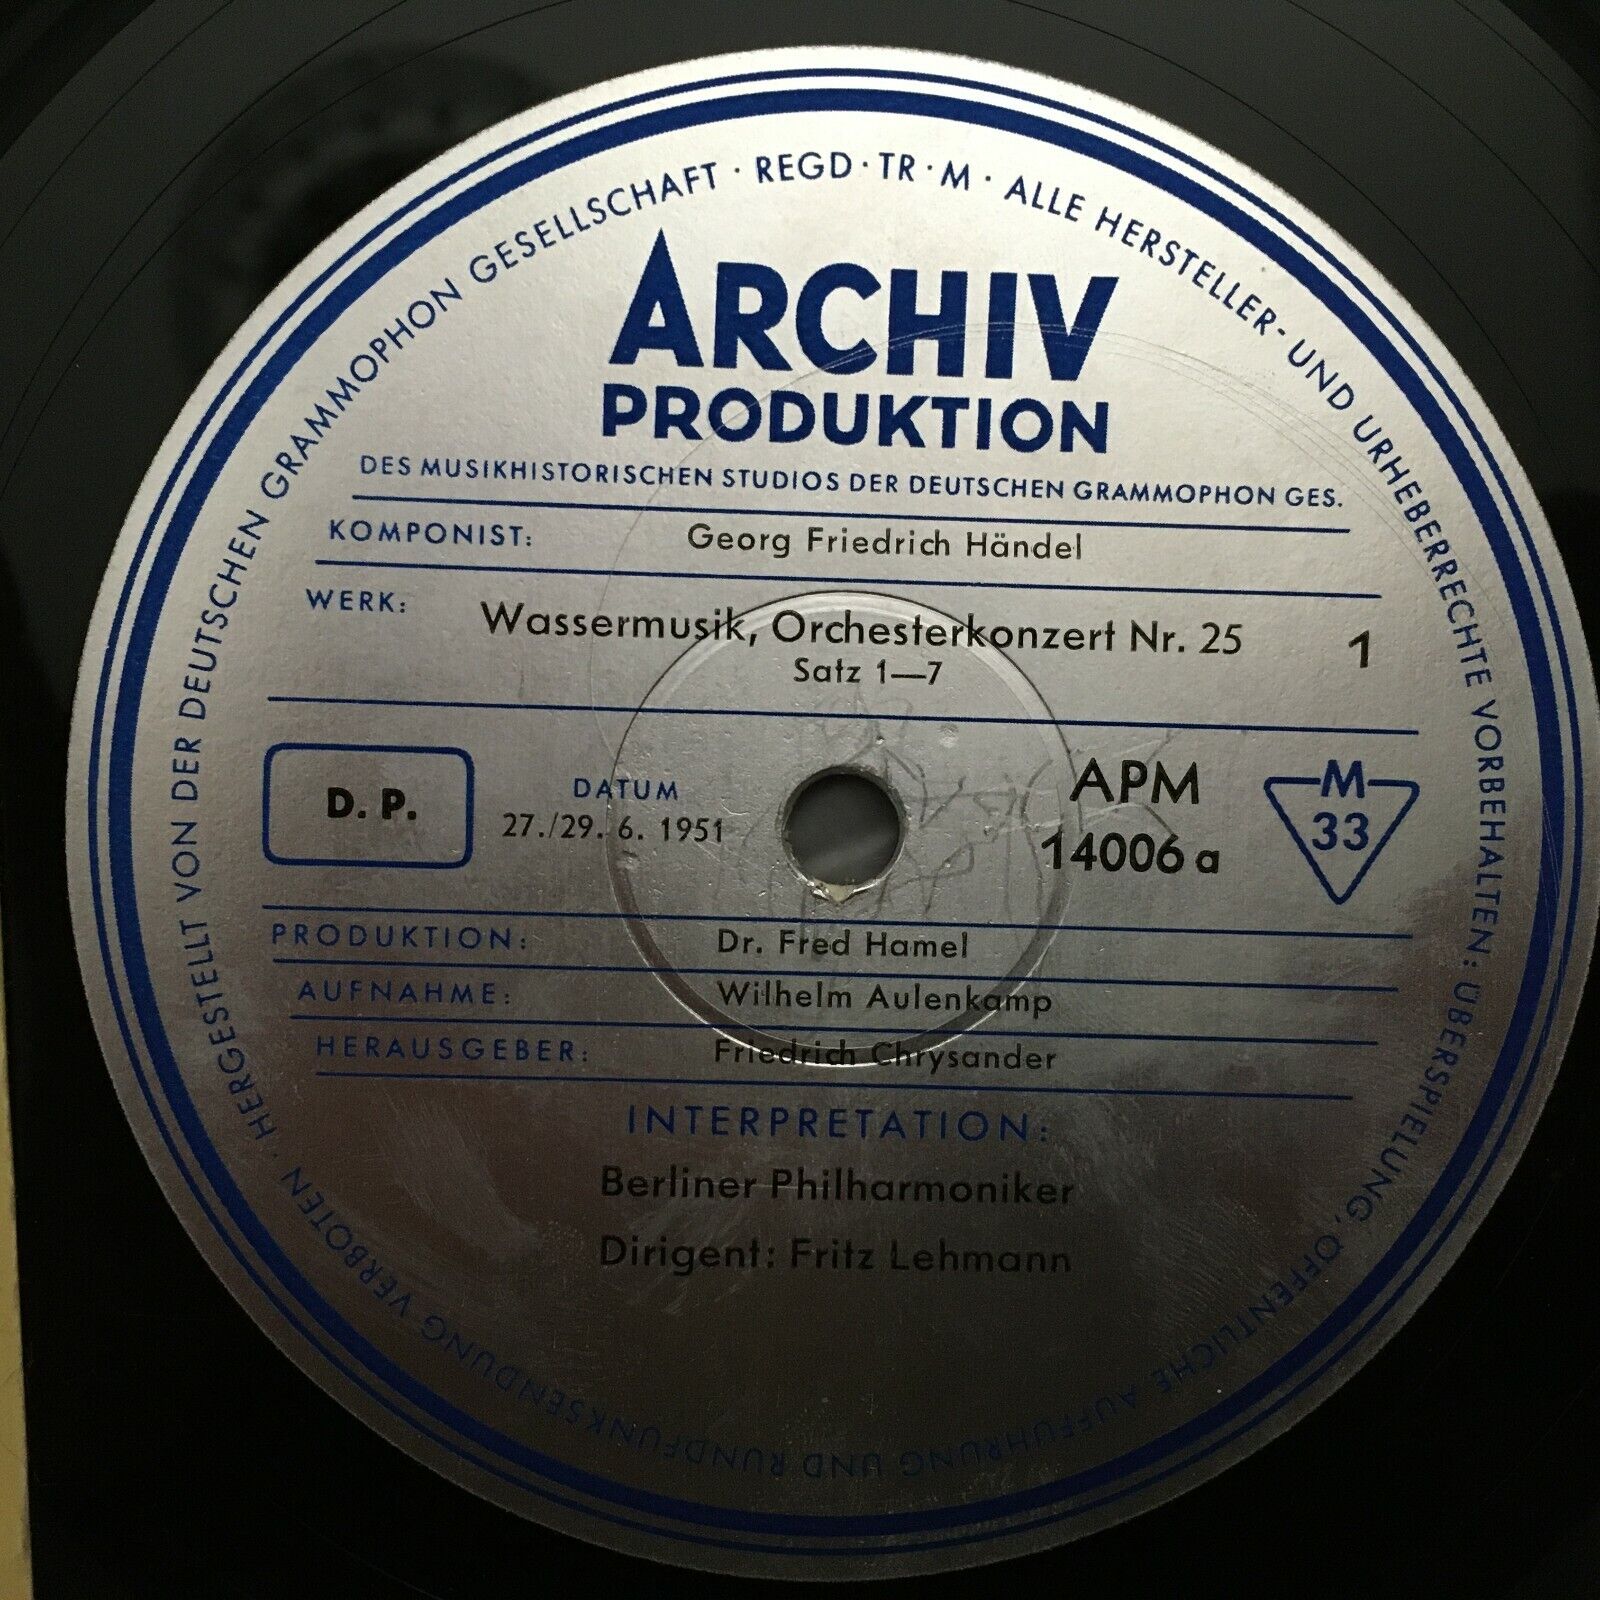 HERGESTELLT VON DER DEUTSCHEN GRAMMOPHON GESELLSCHAFT · REGD · TR · M · ALLE HERSTELLER- UND URHEBERRECHTE VORBEHALTEN: ÜBERSPIELUNG, ÖFFENTLICHE AUFFÜHRUNG UND RUNDFUNKSENDUNG VERBOTEN ·
ARCHIV
PRODUKTION
DES MUSIKHISTORISCHEN STUDIOS DER DEUTSCHEN GRAMMOPHON GES.
KOMPONIST: Georg Friedrich Händel
WERK: Wassermusik, Orchesterkonzert Nr. 25 1
Satz 1—7
D. P.
DATUM
27./29. 6. 1951
APM
14006 a
M
33
PRODUKTION: Dr. Fred Hamel
AUFNAHME: Wilhelm Aulenkamp
HERAUSGEBER: Friedrich Chrysander
INTERPRETATION:
Berliner Philharmoniker
Dirigent: Fritz Lehmann